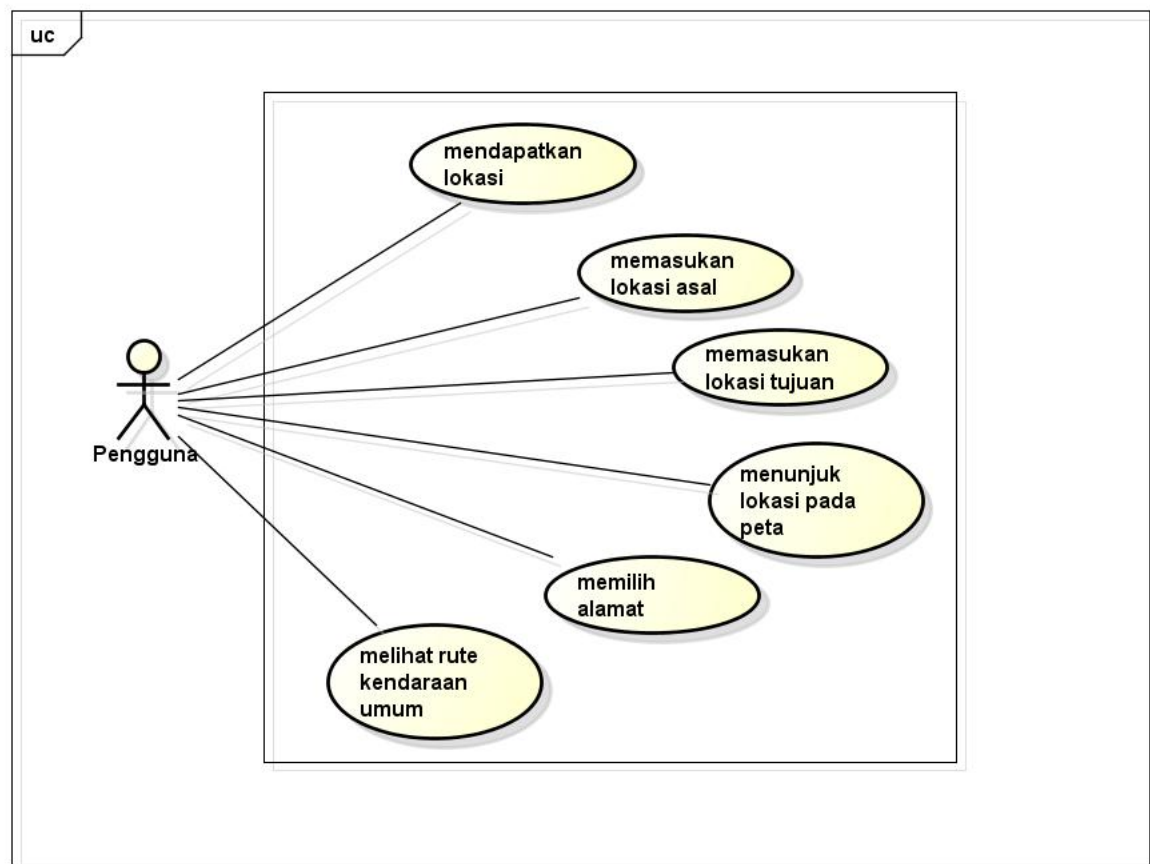 uc
mendapatkan
lokasi
memasukan
lokasi asal
memasukan
lokasi tujuan
Pengguna
menunjuk
lokasi pada
peta
memilih
alamat
melihat rute
kendaraan
umum